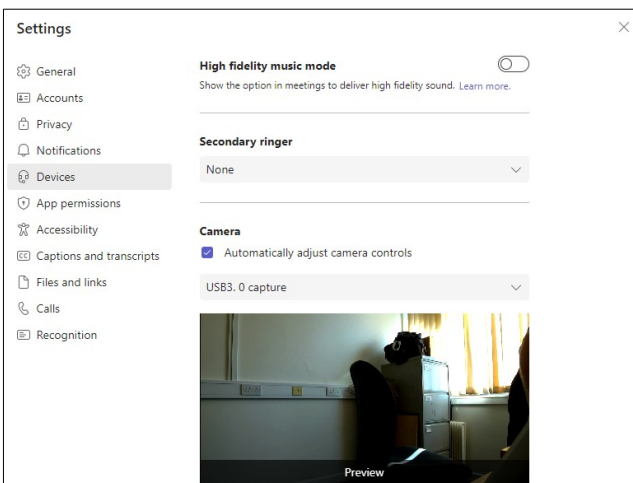 Settings
General
Accounts
Privacy
Notifications
Devices
App permissions
Accessibility
CC Captions and transcripts
Files and links
Calls
Recognition
High fidelity music mode
Show the option in meetings to deliver high fidelity sound. Learn more.
Secondary ringer
None
Camera
Automatically adjust camera controls
USB3. 0 capture
Preview